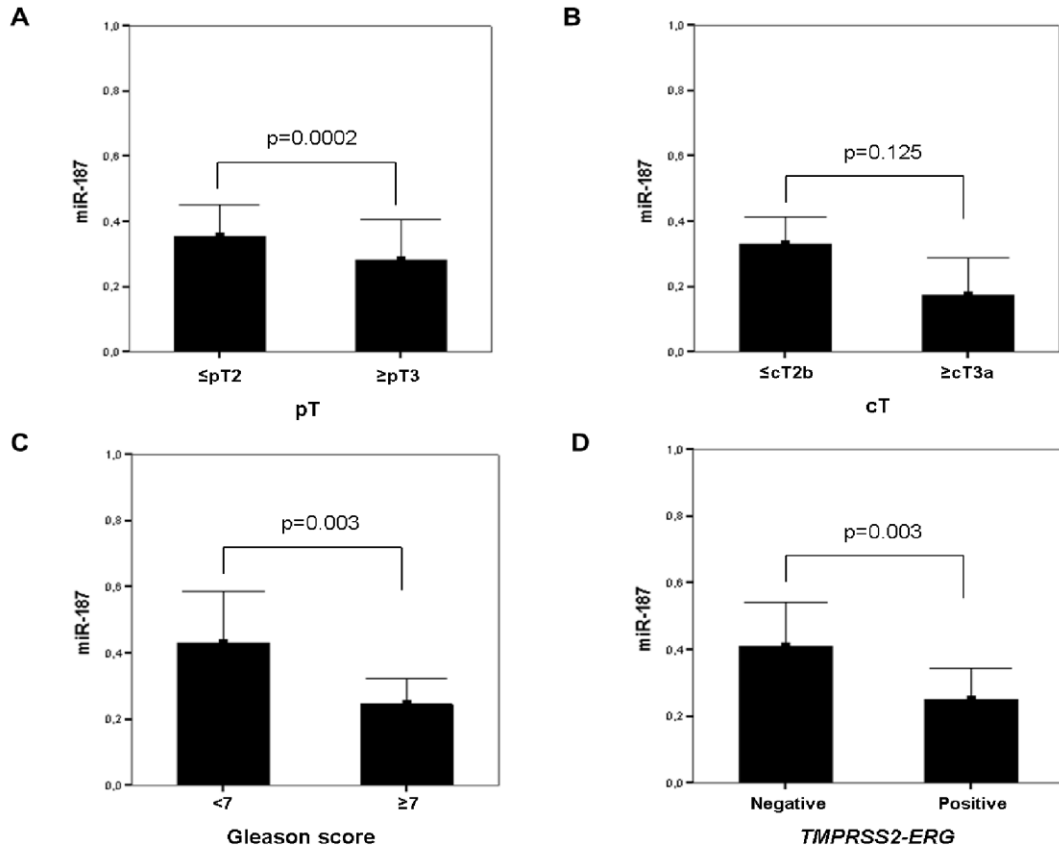 A
miR-187
1,0
0,8
0,6
0,4
0,2
0,0
p=0.0002
≤pT2 ≥pT3
pT
B
miR-187
1,0
0,8
0,6
0,4
0,2
0,0
p=0.125
≤cT2b ≥cT3a
cT
C
miR-187
1,0
0,8
0,6
0,4
0,2
0,0
p=0.003
<7 ≥7
Gleason score
D
miR-187
1,0
0,8
0,6
0,4
0,2
0,0
p=0.003
Negative Positive
TMPRSS2-ERG